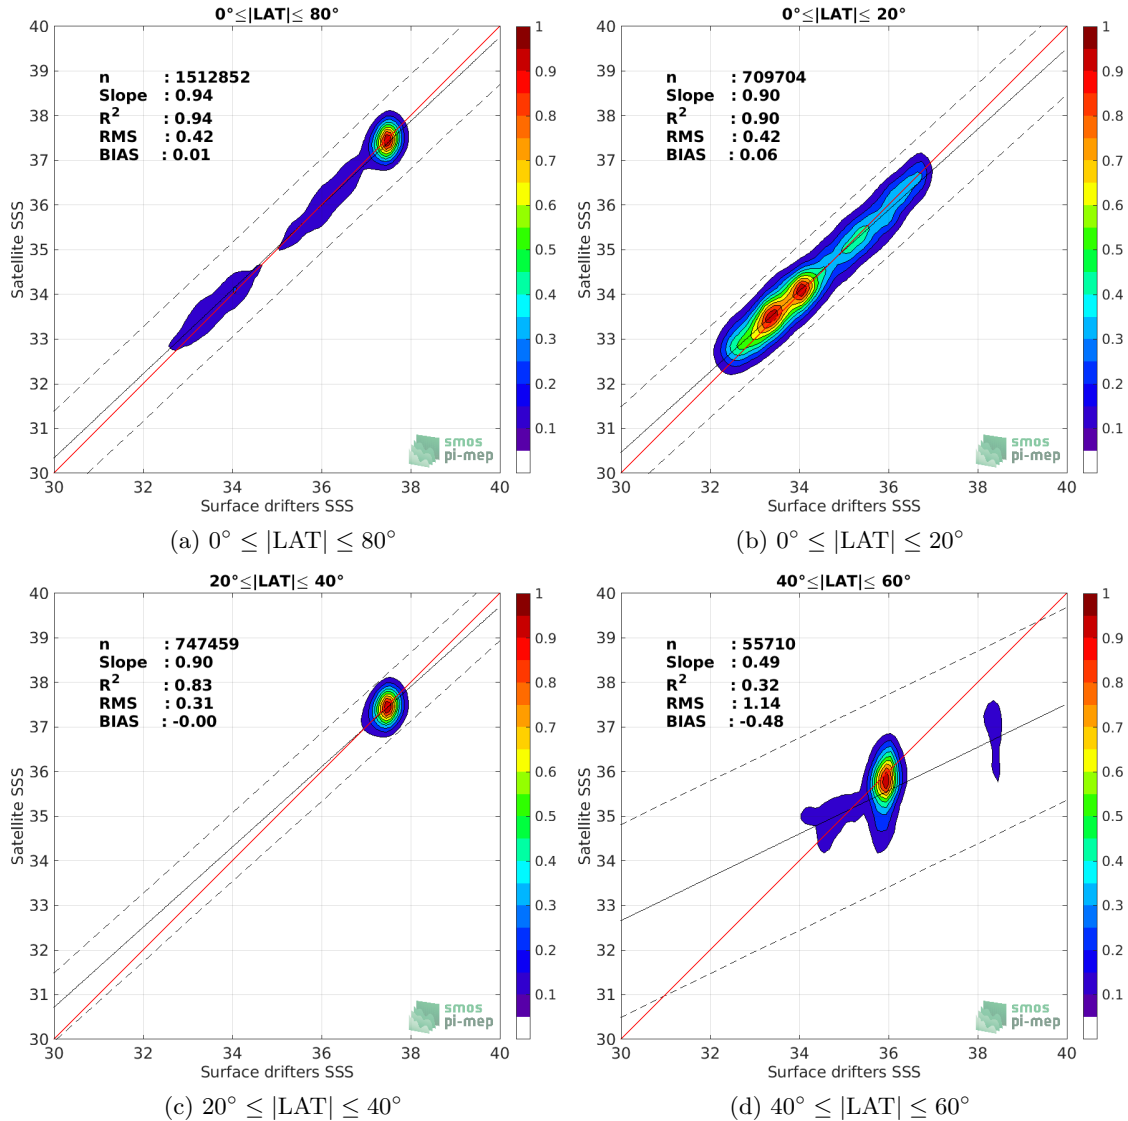 0°≤|LAT|≤ 80°
n : 1512852
Slope : 0.94
R2 : 0.94
RMS : 0.42
BIAS : 0.01
Satellite SSS
40
39
38
37
36
35
34
33
32
31
30
30 32 34 36 38 40
Surface drifters SSS
smos
pi-mep
1
0.9
0.8
0.7
0.6
0.5
0.4
0.3
0.2
0.1
(a) 0° ≤ |LAT| ≤ 80°
0°≤|LAT|≤ 20°
n : 709704
Slope : 0.90
R2 : 0.90
RMS : 0.42
BIAS : 0.06
Satellite SSS
40
39
38
37
36
35
34
33
32
31
30
30 32 34 36 38 40
Surface drifters SSS
smos
pi-mep
1
0.9
0.8
0.7
0.6
0.5
0.4
0.3
0.2
0.1
(b) 0° ≤ |LAT| ≤ 20°
20°≤|LAT|≤ 40°
n : 747459
Slope : 0.90
R2 : 0.83
RMS : 0.31
BIAS : -0.00
Satellite SSS
40
39
38
37
36
35
34
33
32
31
30
30 32 34 36 38 40
Surface drifters SSS
smos
pi-mep
1
0.9
0.8
0.7
0.6
0.5
0.4
0.3
0.2
0.1
(c) 20° ≤ |LAT| ≤ 40°
40°≤|LAT|≤ 60°
n : 55710
Slope : 0.49
R2 : 0.32
RMS : 1.14
BIAS : -0.48
Satellite SSS
40
39
38
37
36
35
34
33
32
31
30
30 32 34 36 38 40
Surface drifters SSS
smos
pi-mep
1
0.9
0.8
0.7
0.6
0.5
0.4
0.3
0.2
0.1
(d) 40° ≤ |LAT| ≤ 60°